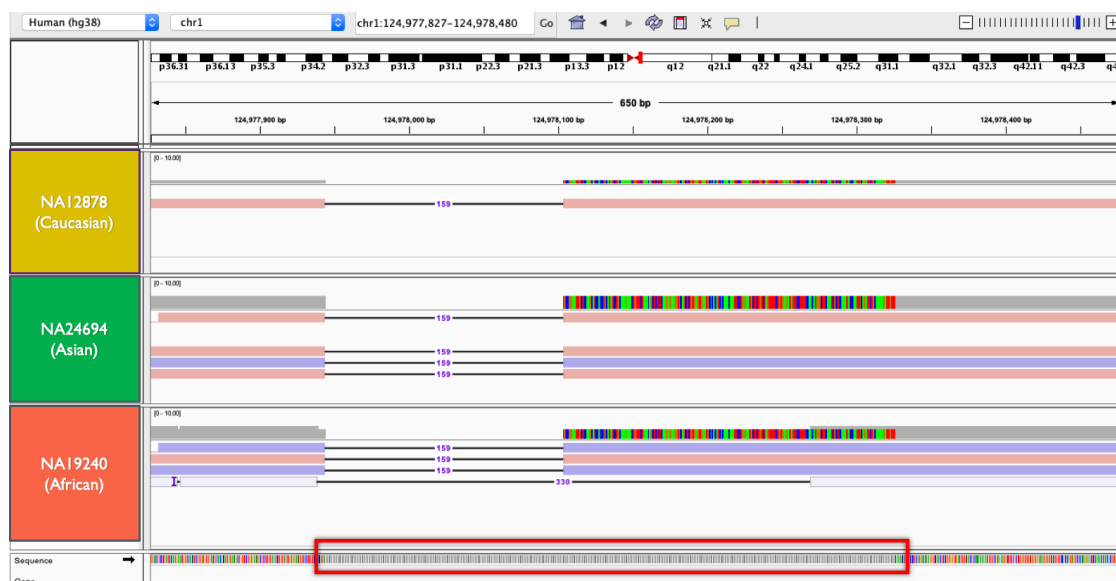 Human (hg38) chr1 chr1:124,977,827-124,978,480 Go
p36.31 p36.13 p35.3 p34.2 p32.3 p31.3 p31.1 p22.3 p21.3 p13.3 p12 q12 q21.1 q22 q24.1 q25.2 q31.1 q32.1 q32.3 q42.11 q42.3 q4
650 bp
124,977,900 bp 124,978,000 bp 124,978,100 bp 124,978,200 bp 124,978,300 bp 124,978,400 bp
[0 - 10.00]
NA12878
(Caucasian)
159
[0 - 10.00]
NA24694
(Asian)
159
159
159
159
[0 - 10.00]
NA19240
(African)
159
159
159
I
330
Sequence